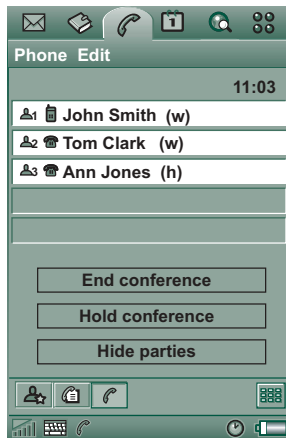 Phone Edit
11:03
1 John Smith (w)
2 Tom Clark (w)
3 Ann Jones (h)
End conference
Hold conference
Hide parties